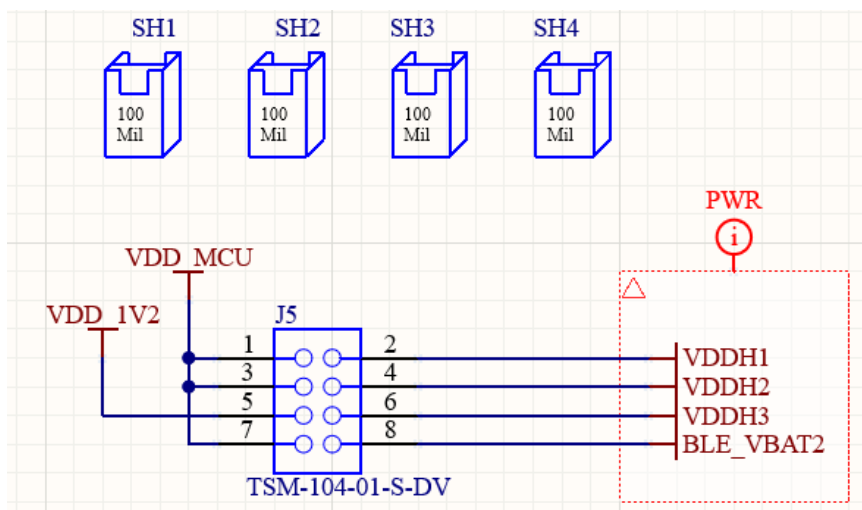 SH1 SH2 SH3 SH4
100 Mil 100 Mil 100 Mil 100 Mil
PWR
i
VDD_MCU
VDD_1V2
J5
1 2 VDDH1
3 4 VDDH2
5 6 VDDH3
7 8 BLE_VBAT2
TSM-104-01-S-DV